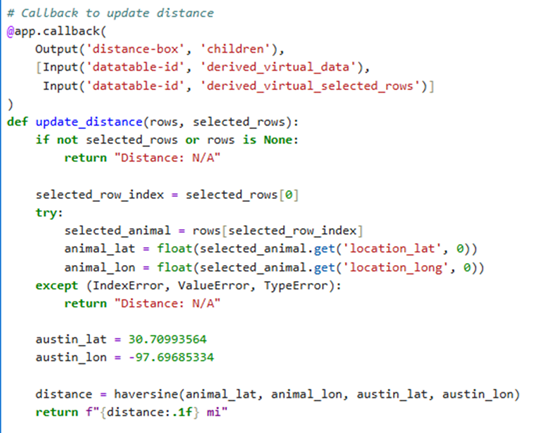 # Callback to update distance
@app.callback(
    Output('distance-box', 'children'),
    [Input('datatable-id', 'derived_virtual_data'),
     Input('datatable-id', 'derived_virtual_selected_rows')]
)
def update_distance(rows, selected_rows):
    if not selected_rows or rows is None:
        return "Distance: N/A"

    selected_row_index = selected_rows[0]
    try:
        selected_animal = rows[selected_row_index]
        animal_lat = float(selected_animal.get('location_lat', 0))
        animal_lon = float(selected_animal.get('location_long', 0))
    except (IndexError, ValueError, TypeError):
        return "Distance: N/A"

    austin_lat = 30.70993564
    austin_lon = -97.69685334

    distance = haversine(animal_lat, animal_lon, austin_lat, austin_lon)
    return f"{distance:.1f} mi"